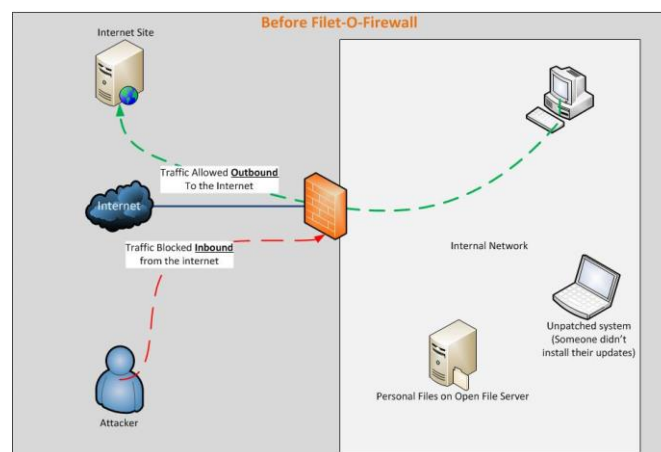 Before Filet-O-Firewall
Internet Site
Traffic Allowed Outbound
To the Internet
Internet
Traffic Blocked Inbound
from the internet
Internal Network
Unpatched system
(Someone didn't
install their updates)
Personal Files on Open File Server
Attacker